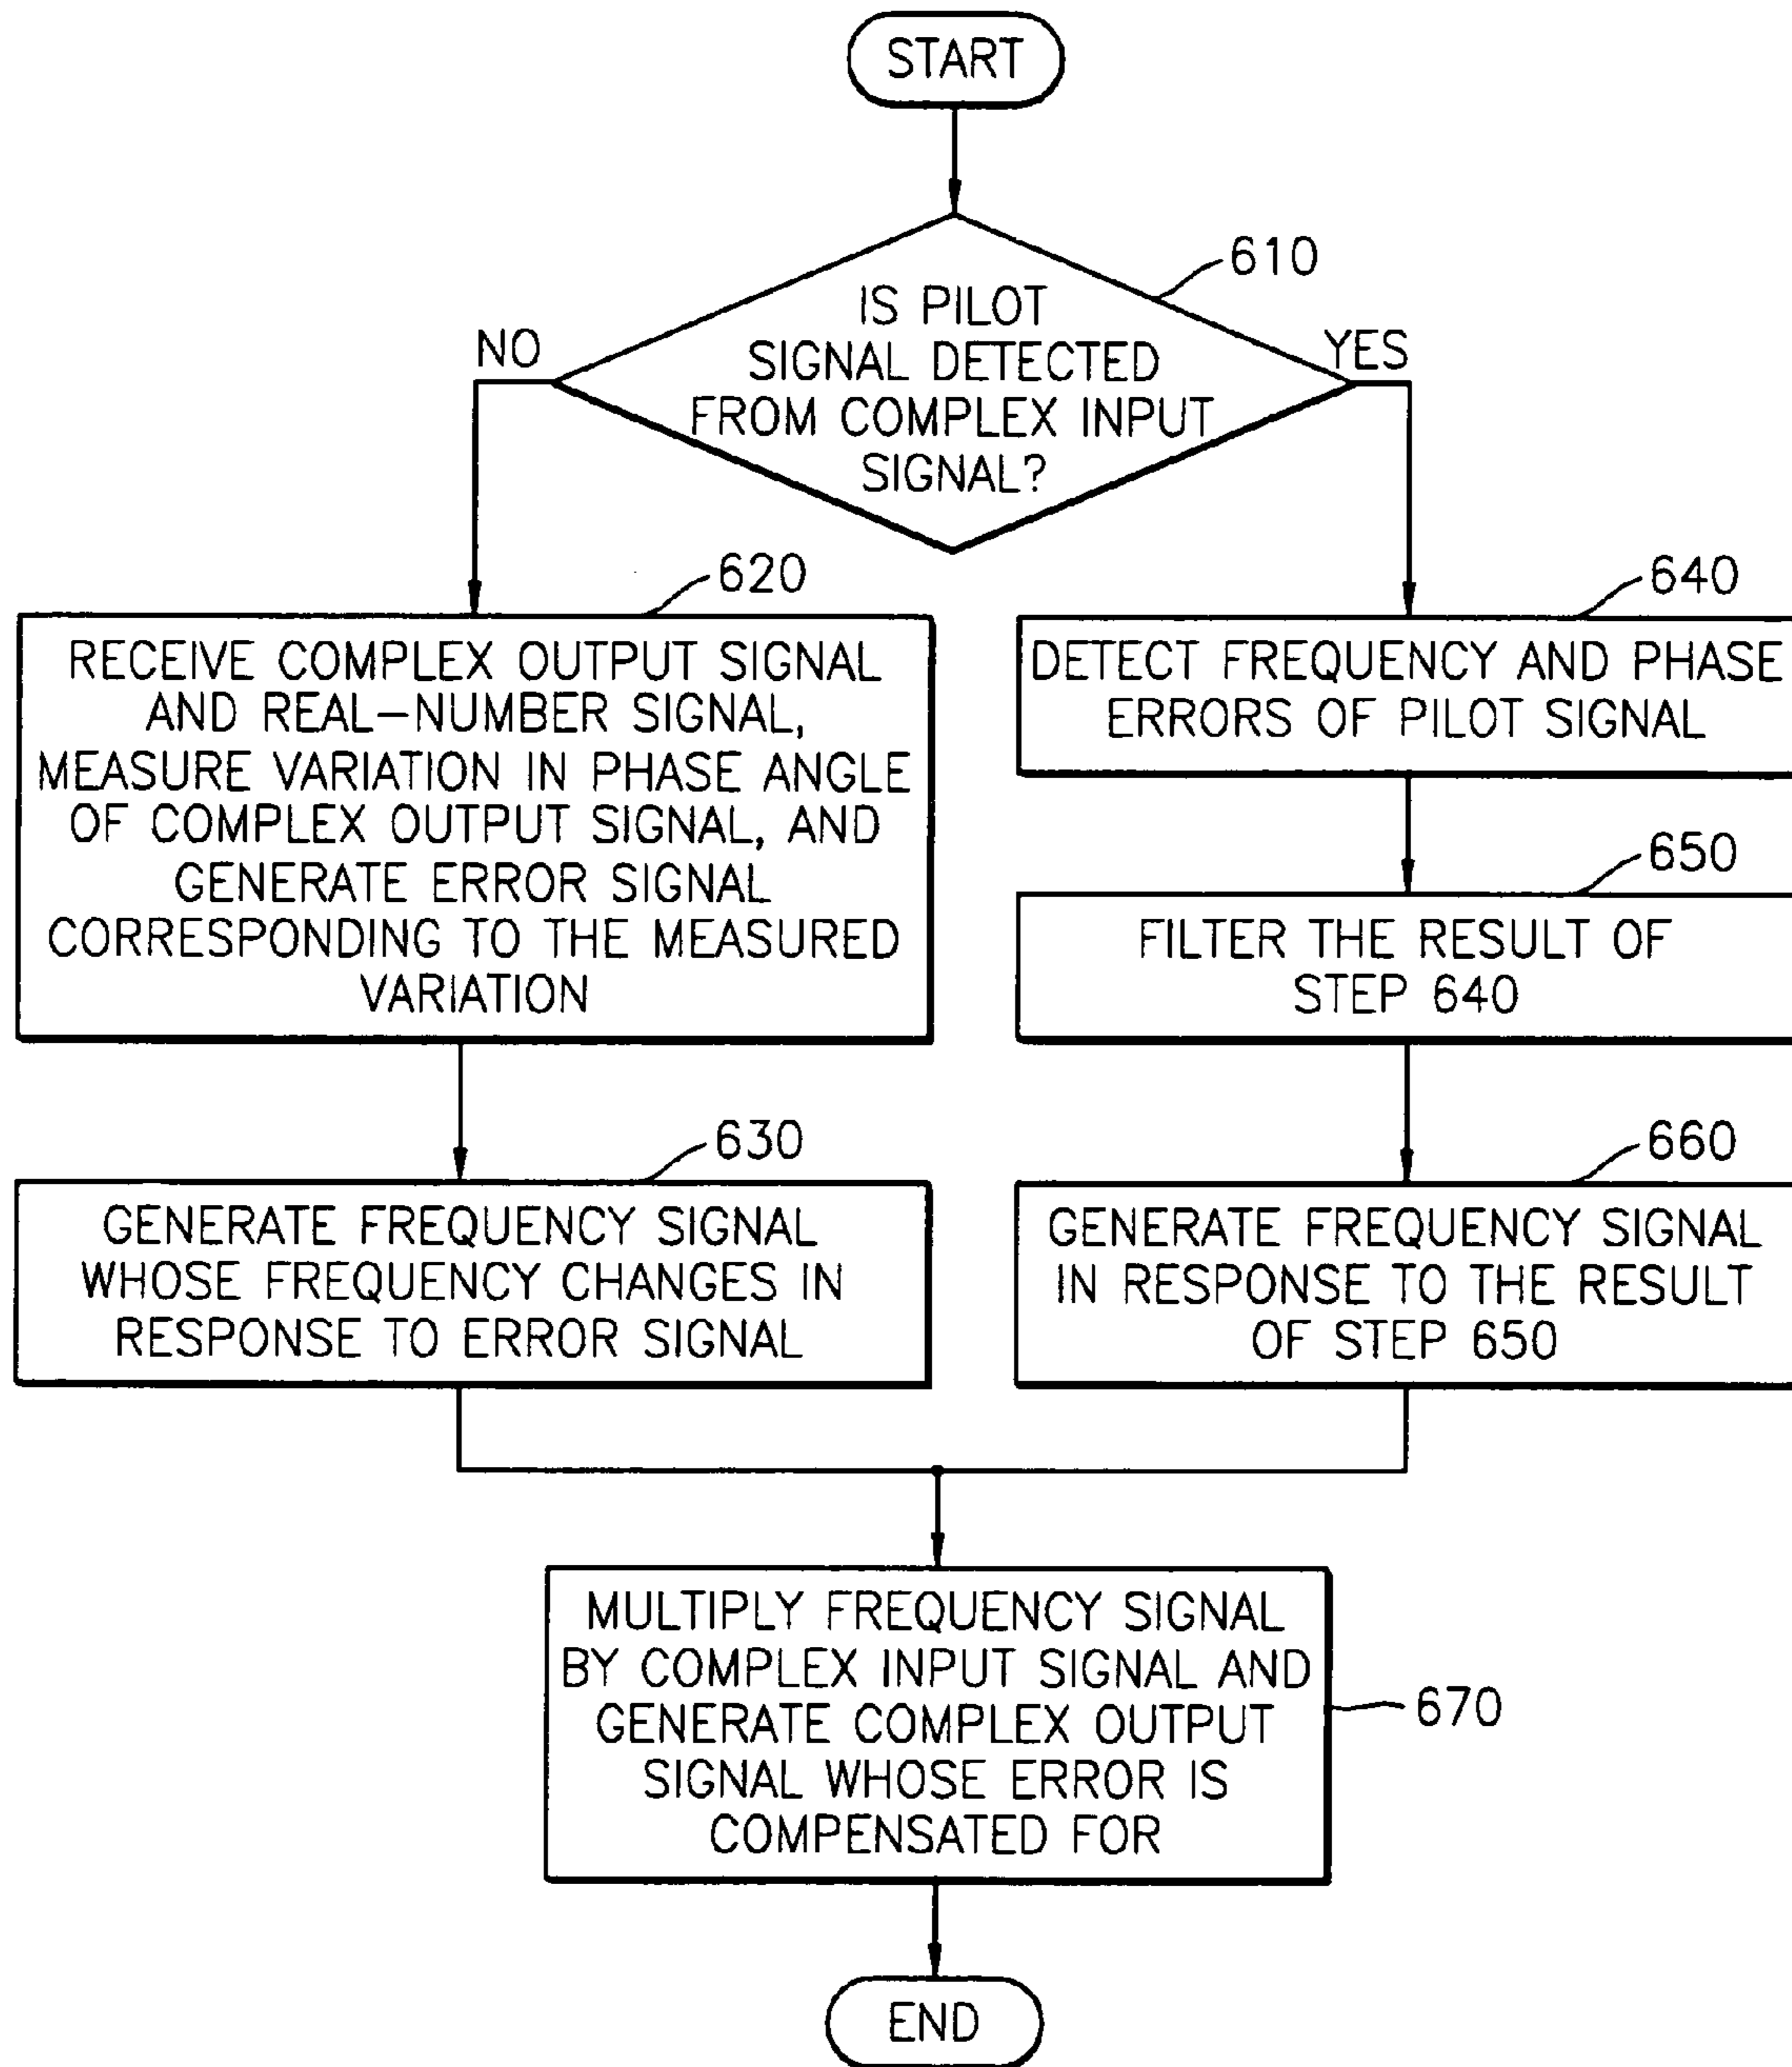 START
610
IS PILOT
SIGNAL DETECTED
FROM COMPLEX INPUT
SIGNAL?
NO
YES
620
RECEIVE COMPLEX OUTPUT SIGNAL
AND REAL-NUMBER SIGNAL,
MEASURE VARIATION IN PHASE ANGLE
OF COMPLEX OUTPUT SIGNAL, AND
GENERATE ERROR SIGNAL
CORRESPONDING TO THE MEASURED
VARIATION
640
DETECT FREQUENCY AND PHASE
ERRORS OF PILOT SIGNAL
650
FILTER THE RESULT OF
STEP 640
630
GENERATE FREQUENCY SIGNAL
WHOSE FREQUENCY CHANGES IN
RESPONSE TO ERROR SIGNAL
660
GENERATE FREQUENCY SIGNAL
IN RESPONSE TO THE RESULT
OF STEP 650
MULTIPLY FREQUENCY SIGNAL
BY COMPLEX INPUT SIGNAL AND
GENERATE COMPLEX OUTPUT
SIGNAL WHOSE ERROR IS
COMPENSATED FOR
670
END